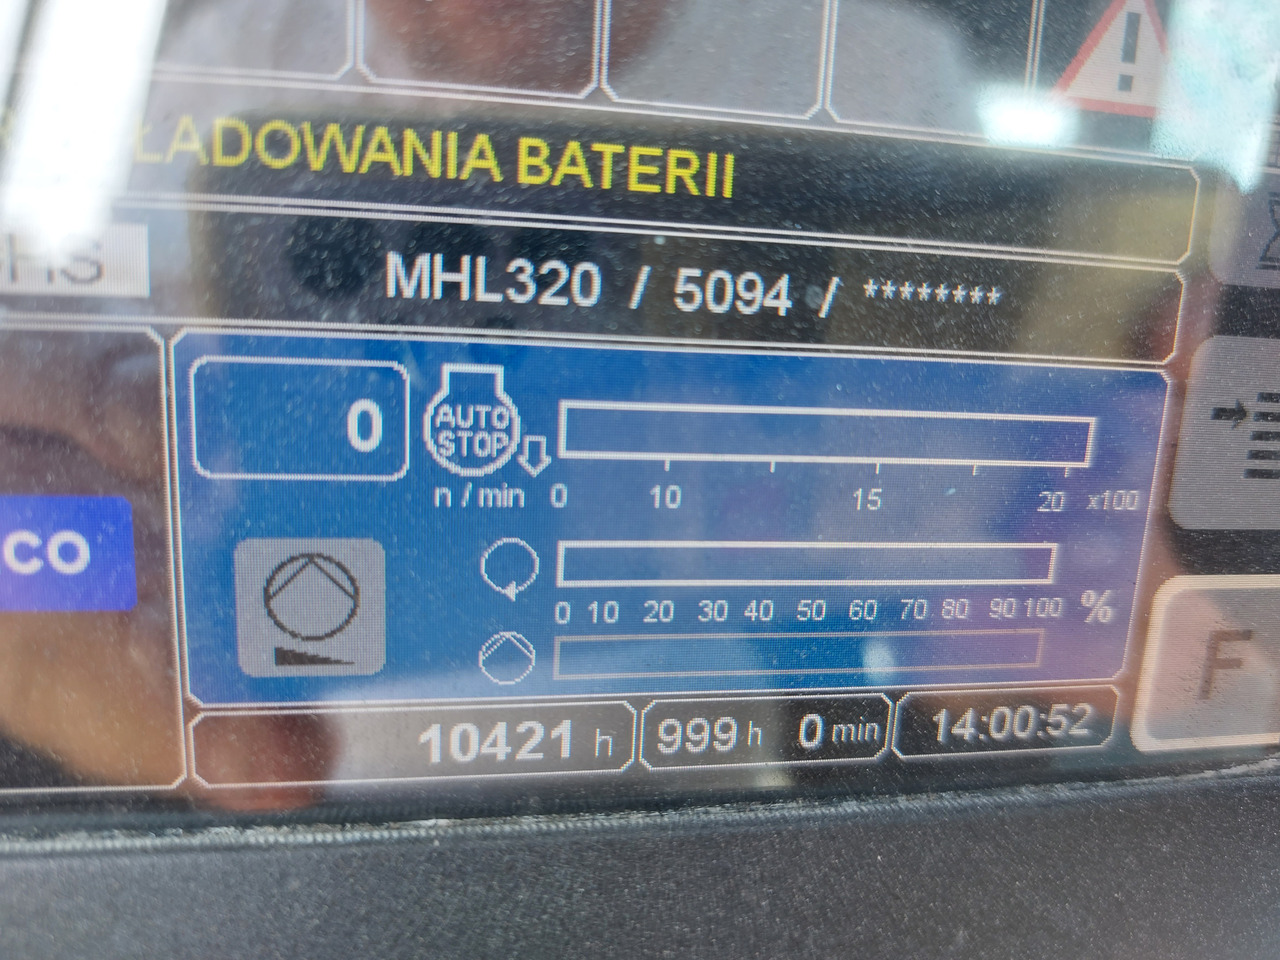 ŁADOWANIA BATERII
MHL320 / 5094 / ********
0
AUTO
STOP
n / min 0 10 15 20 x100
CO
0 10 20 30 40 50 60 70 80 90 100 %
F
10421 h 999 h 0 min 14:00:52